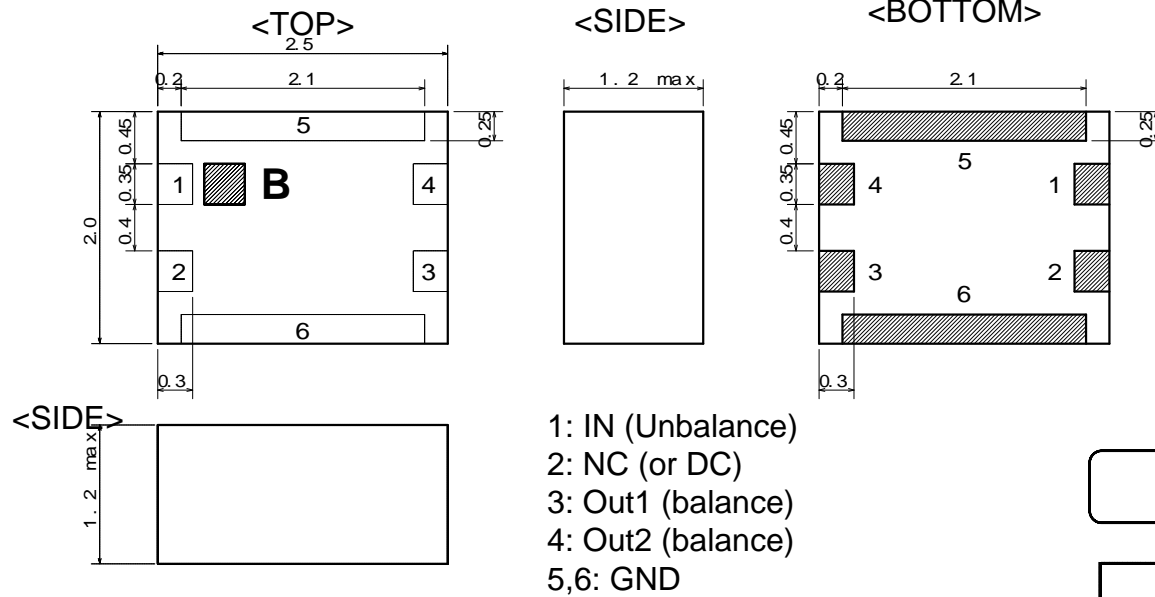 <TOP>
<SIDE>
<BOTTOM>
2.5
0.2
2.1
5
0.25
0.45
0.35
0.4
2.0
1
B
4
2
3
6
0.3
1.2 max
0.2
2.1
0.25
0.45
0.35
0.4
5
4
1
3
2
6
0.3
<SIDE>
1.2 max
1: IN (Unbalance)
2: NC (or DC)
3: Out1 (balance)
4: Out2 (balance)
5,6: GND